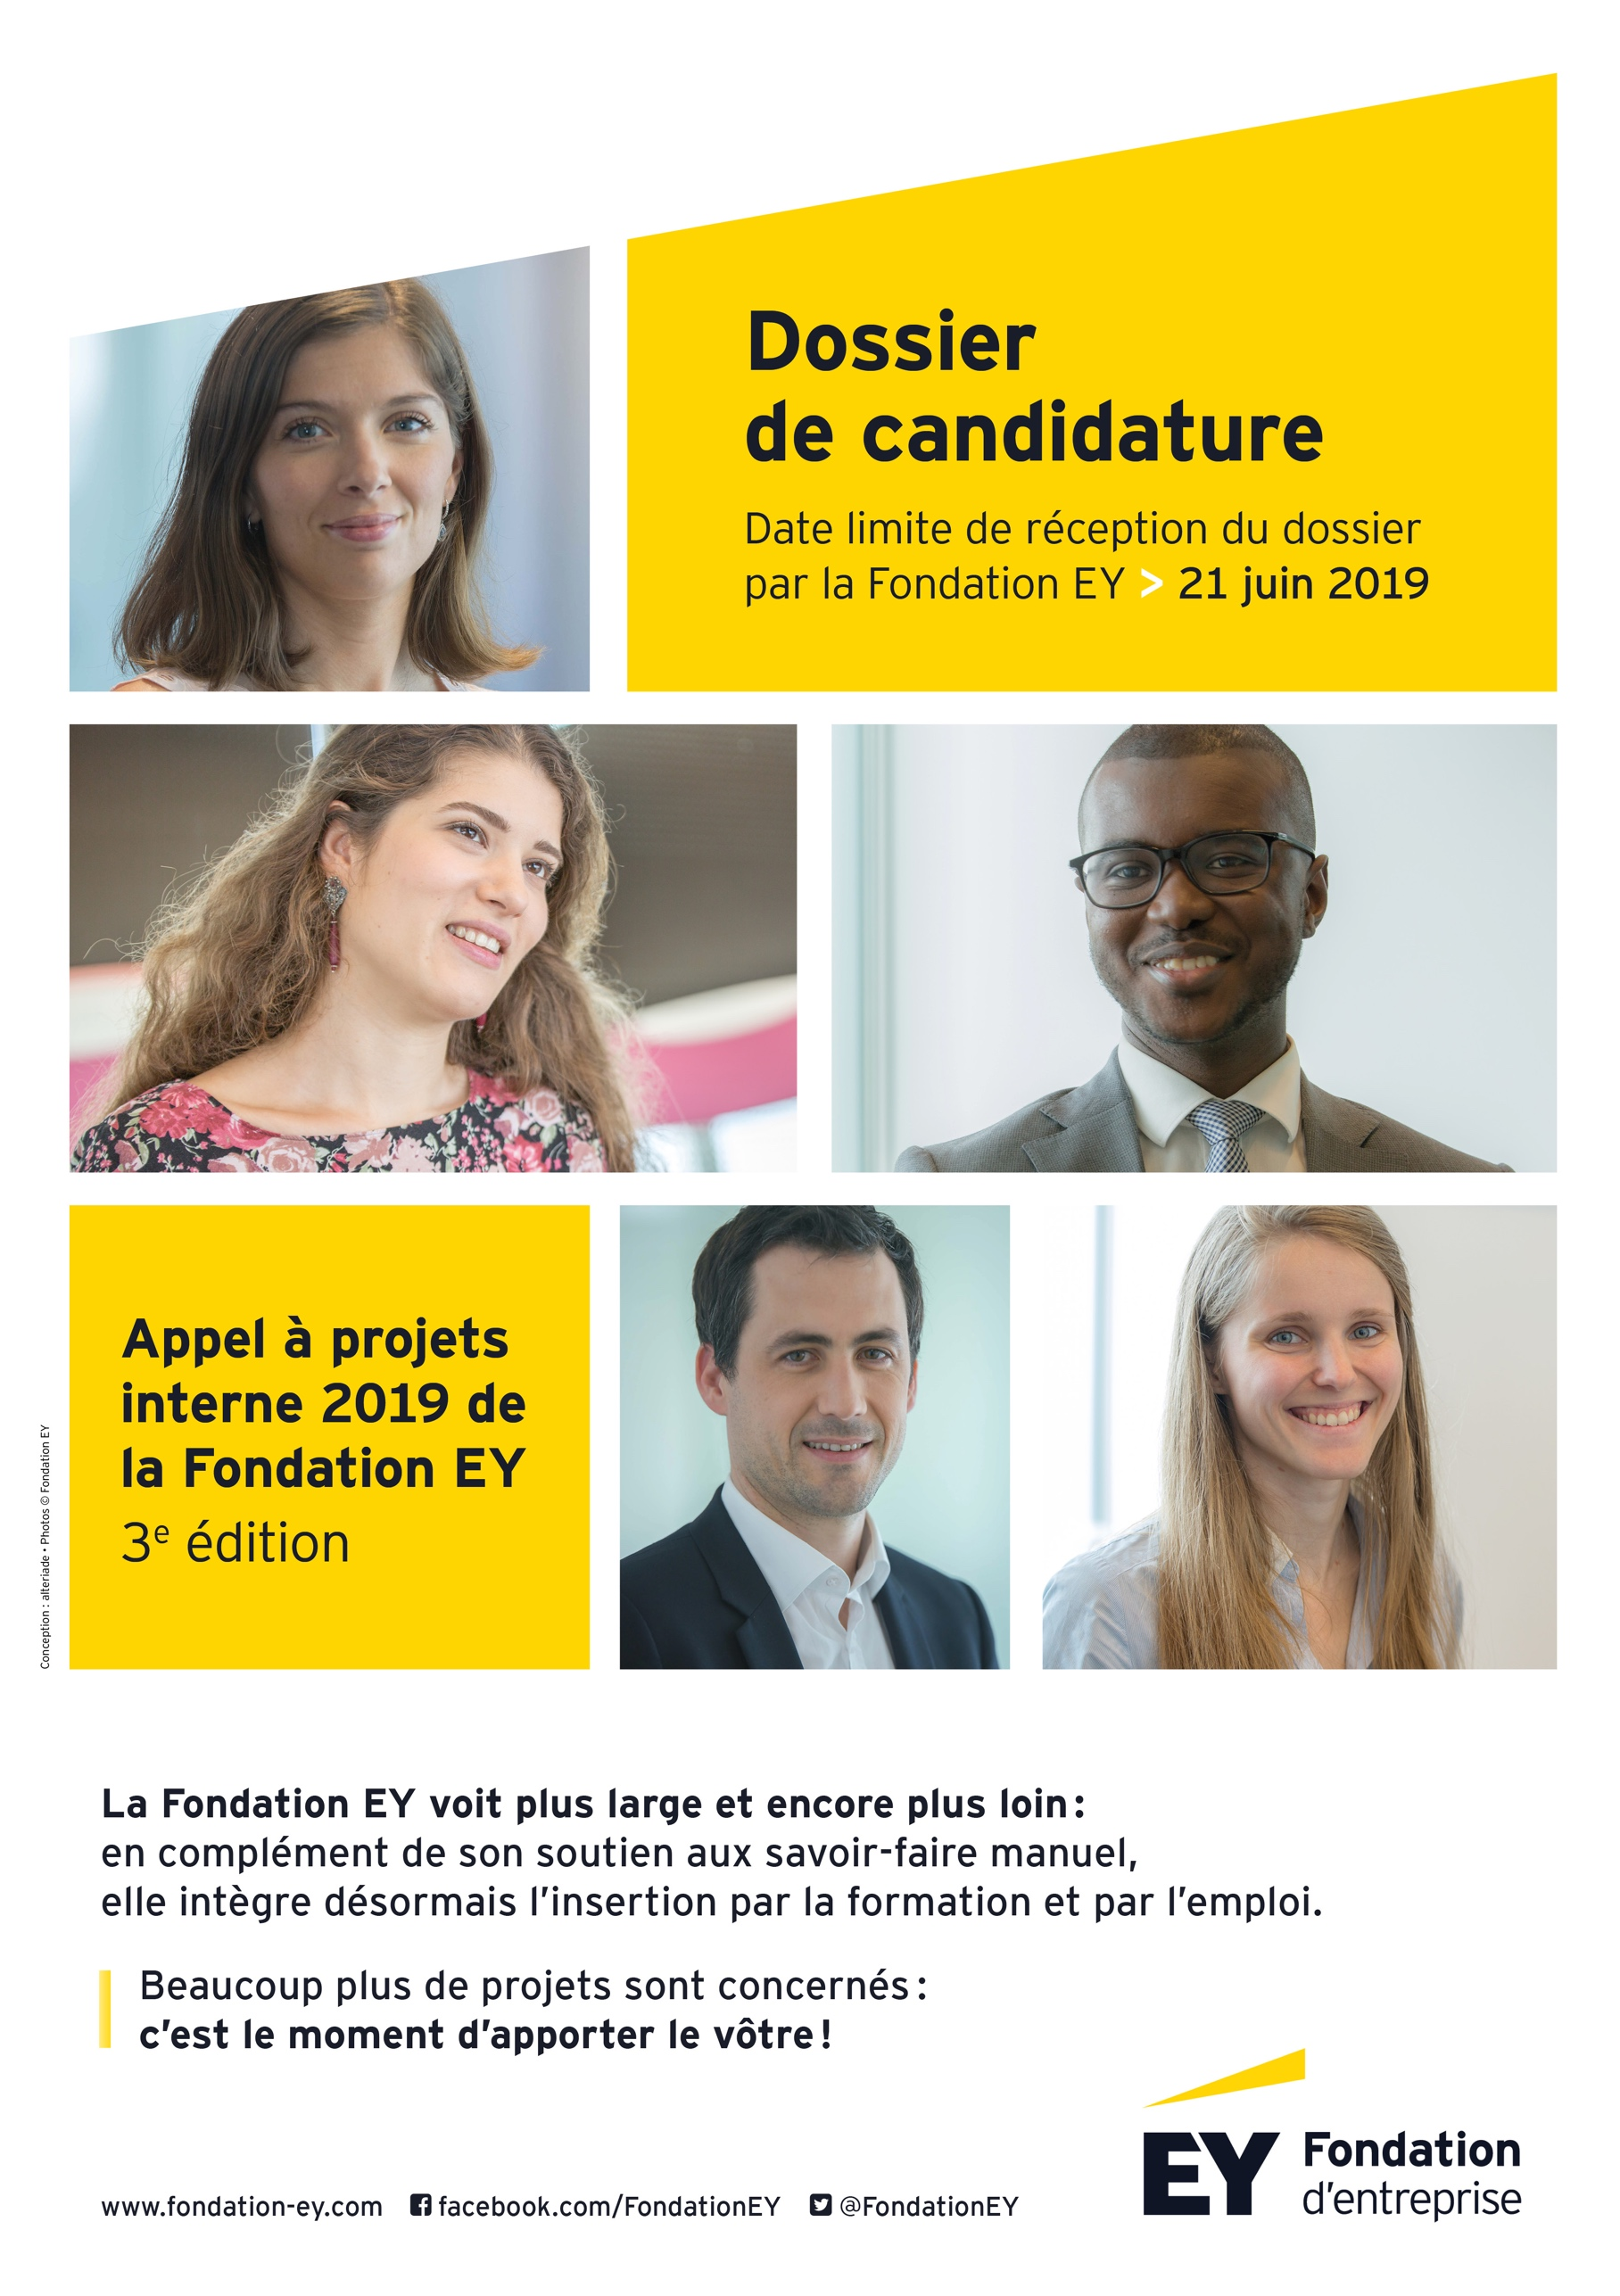 Dossier
de candidature
Date limite de réception du dossier
par la Fondation EY > 21 juin 2019
Appel à projets
interne 2019 de
la Fondation EY
3e édition
Conception : alteriade • Photos © Fondation EY
La Fondation EY voit plus large et encore plus loin :
en complément de son soutien aux savoir-faire manuel,
elle intègre désormais l’insertion par la formation et par l’emploi.
Beaucoup plus de projets sont concernés :
c’est le moment d’apporter le vôtre !
www.fondation-ey.com facebook.com/FondationEY @FondationEY
EY Fondation
d’entreprise